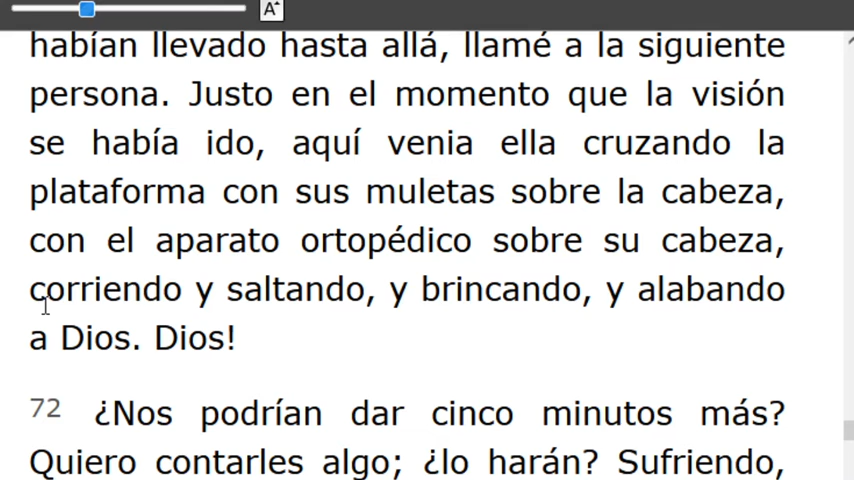 A
habían llevado hasta allá, llamé a la siguiente
persona. Justo en el momento que la visión
se había ido, aquí venia ella cruzando la
plataforma con sus muletas sobre la cabeza,
con el aparato ortopédico sobre su cabeza,
corriendo y saltando, y brincando, y alabando
a Dios. Dios!
72 ¿Nos podrían dar cinco minutos más?
Quiero contarles algo; ¿lo harán? Sufriendo,